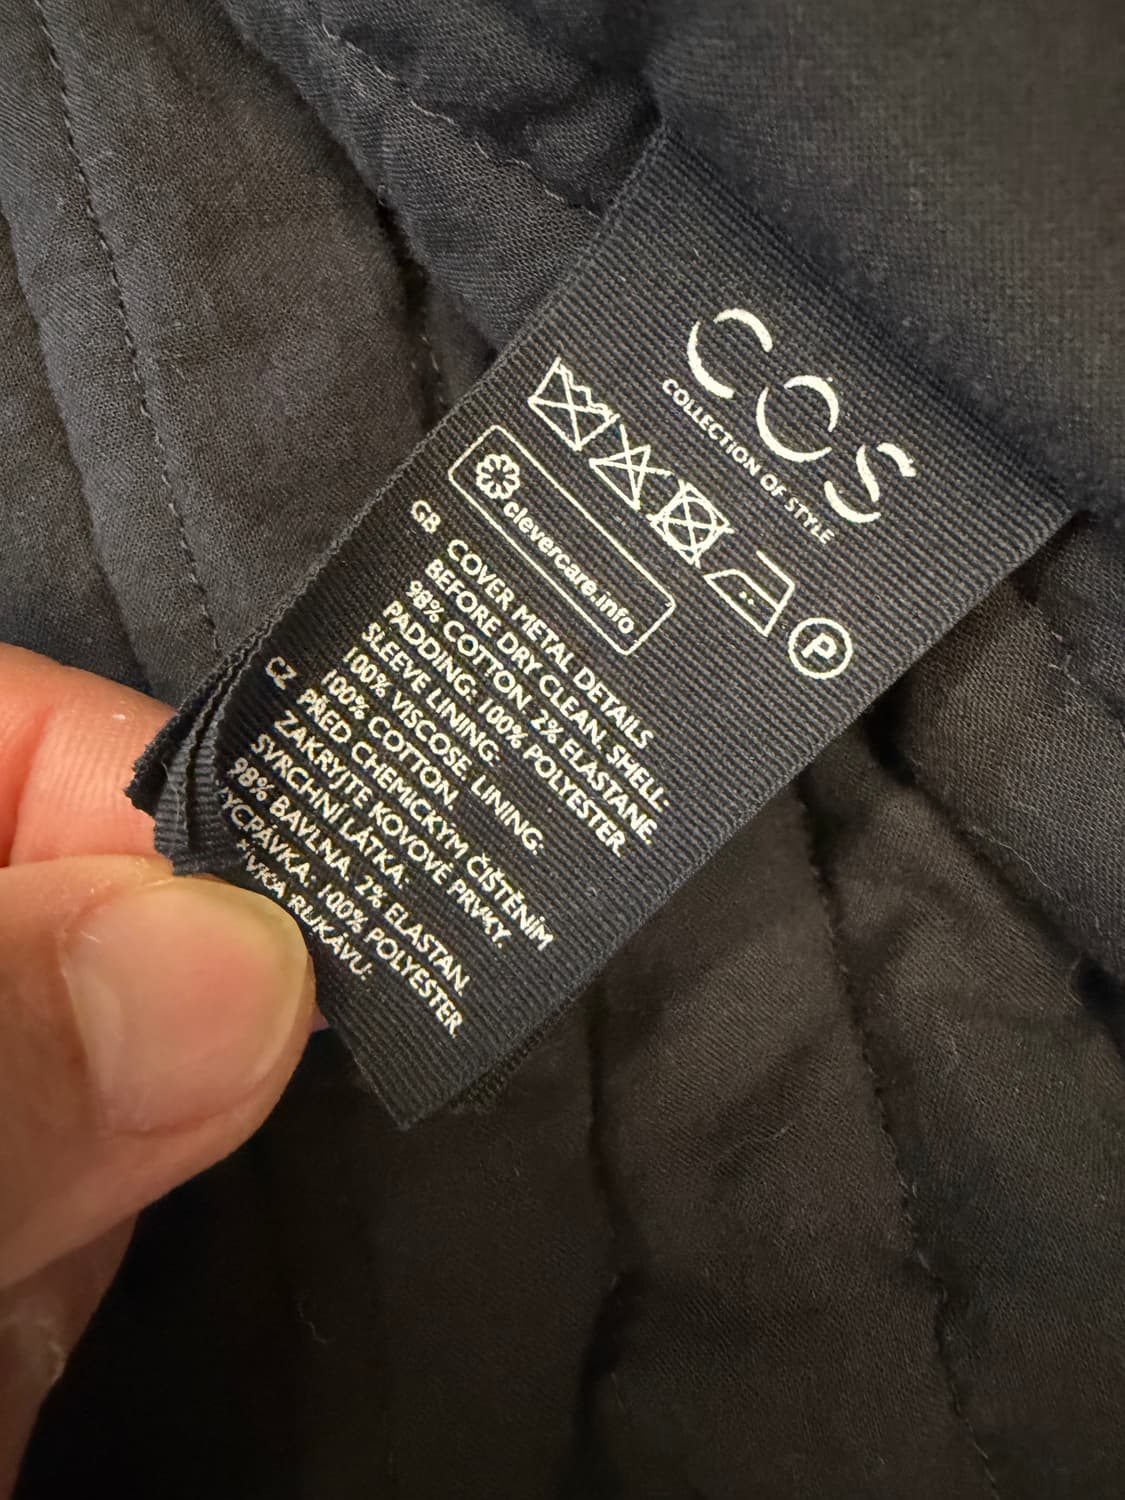 COS
COLLECTION OF STYLE
P
clevercare.info
GB COVER METAL DETAILS
BEFORE DRY CLEAN. SHELL:
98% COTTON 2% ELASTANE.
PADDING: 100% POLYESTER.
SLEEVE LINING:
100% VISCOSE. LINING:
100% COTTON.
CZ PŘED CHEMICKÝM ČIŠTĚNÍM
ZAKRYJTE KOVOVÉ PRVKY.
SVRCHNÍ LÁTKA:
98% BAVLNA, 2% ELASTAN.
100% POLYESTER.
RUKÁVU: